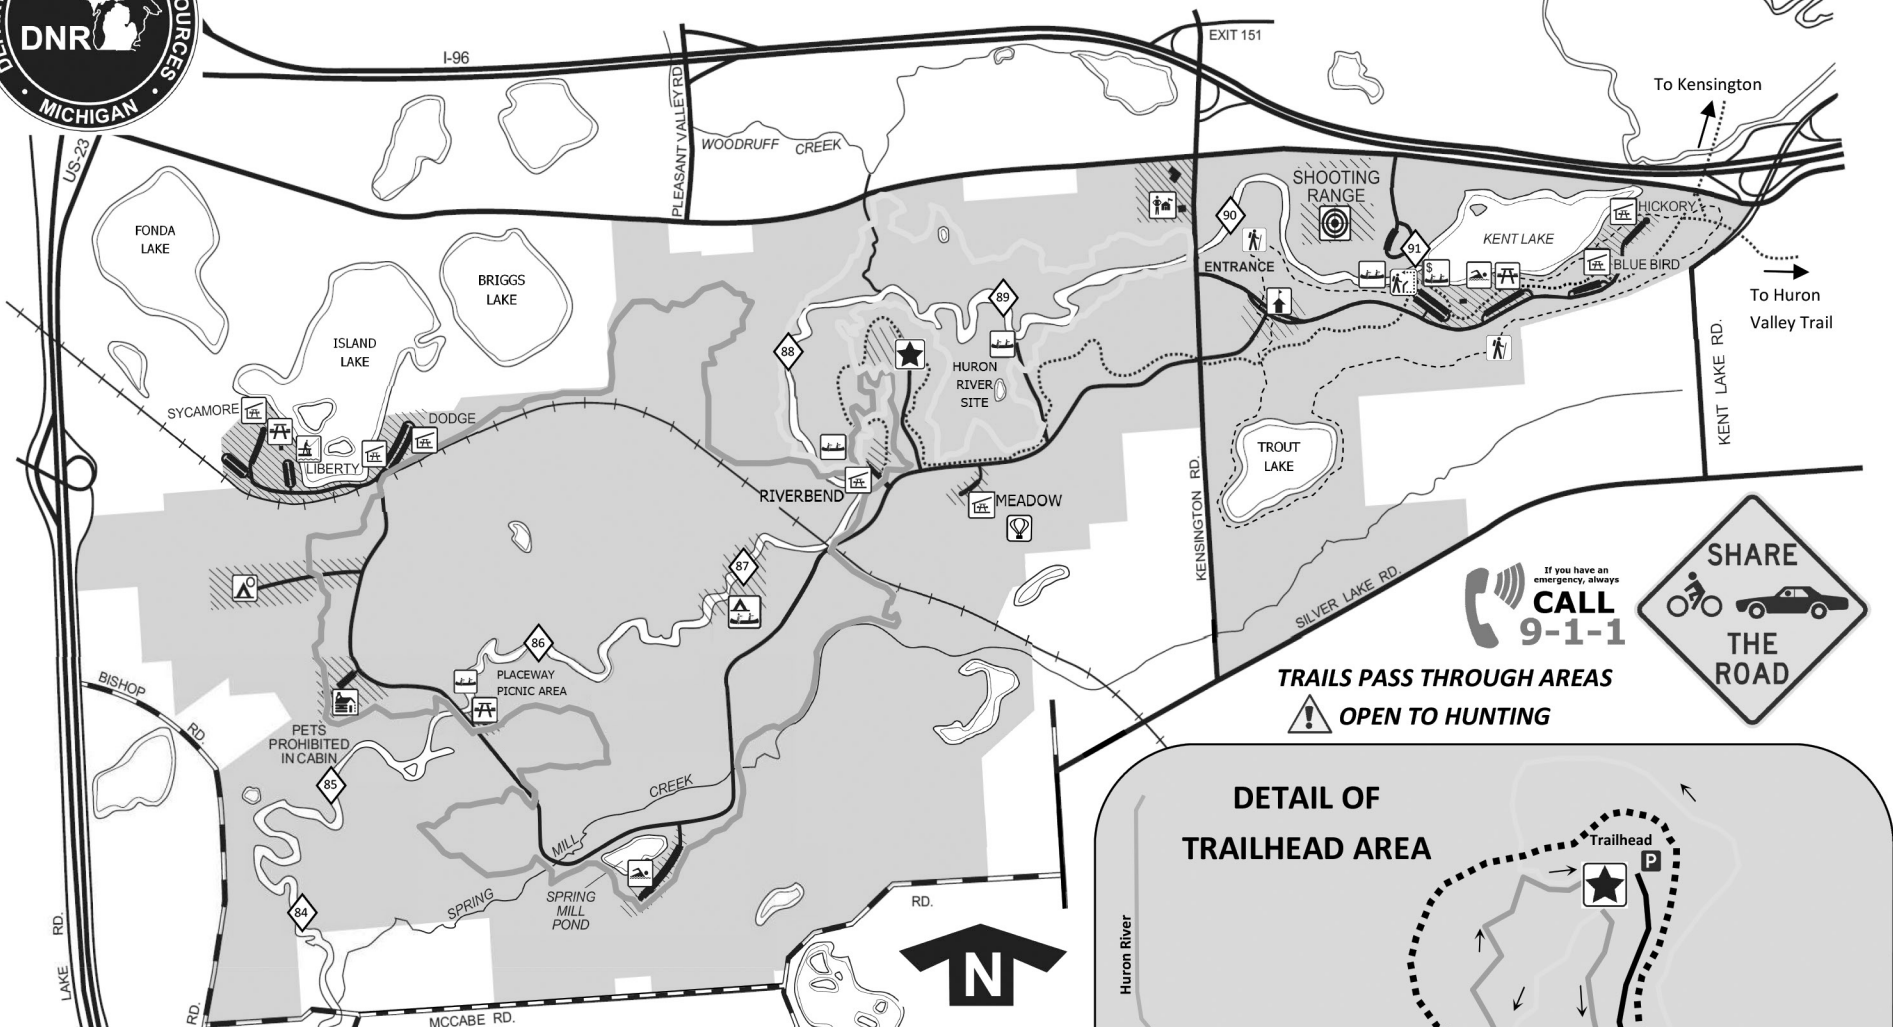 DNR
OURCES
MICHIGAN
I-96
EXIT 151
To Kensington
US-23
PLEASANT VALLEY RD.
WOODRUFF CREEK
SHOOTING
RANGE
HICKORY
FONDA
LAKE
90
KENT LAKE
91
$
BLUE BIRD
ENTRANCE
BRIGGS
LAKE
To Huron
Valley Trail
89
ISLAND
LAKE
88
HURON
RIVER
SITE
KENT LAKE RD.
SYCAMORE
DODGE
LIBERTY
TROUT
LAKE
RIVERBEND
MEADOW
KENSINGTON RD.
SILVER LAKE RD.
87
If you have an
emergency, always
CALL
9-1-1
SHARE
THE
ROAD
86
PLACEWAY
PICNIC AREA
TRAILS PASS THROUGH AREAS
OPEN TO HUNTING
BISHOP RD.
PETS
PROHIBITED
IN CABIN
85
MILL CREEK
SPRING
SPRING
MILL
POND
84
RD.
LAKE RD.
RD.
MCCABE RD.
N
DETAIL OF
TRAILHEAD AREA
Trailhead
P
Huron River